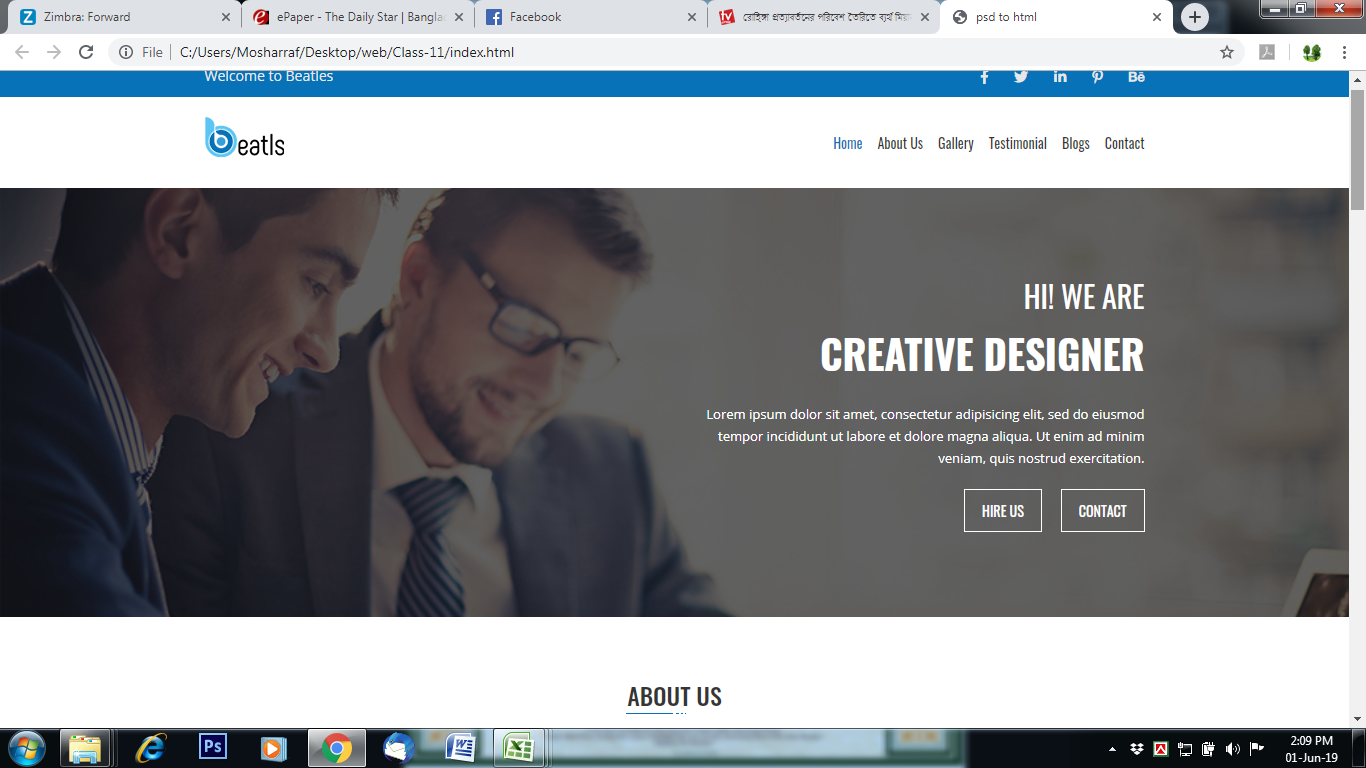 Zimbra: Forward
ePaper - The Daily Star | Bangla
Facebook
রোহিঙ্গা প্রত্যাবর্তনের পরিবেশ তৈরিতে ব্যর্থ মিয়া
psd to html
File
C:/Users/Mosharraf/Desktop/web/Class-11/index.html
Welcome to Beatles
beatls
Home About Us Gallery Testimonial Blogs Contact
HI! WE ARE
CREATIVE DESIGNER
Lorem ipsum dolor sit amet, consectetur adipisicing elit, sed do eiusmod
tempor incididunt ut labore et dolore magna aliqua. Ut enim ad minim
veniam, quis nostrud exercitation.
HIRE US CONTACT
ABOUT US
Ps
2:09 PM
01-Jun-19